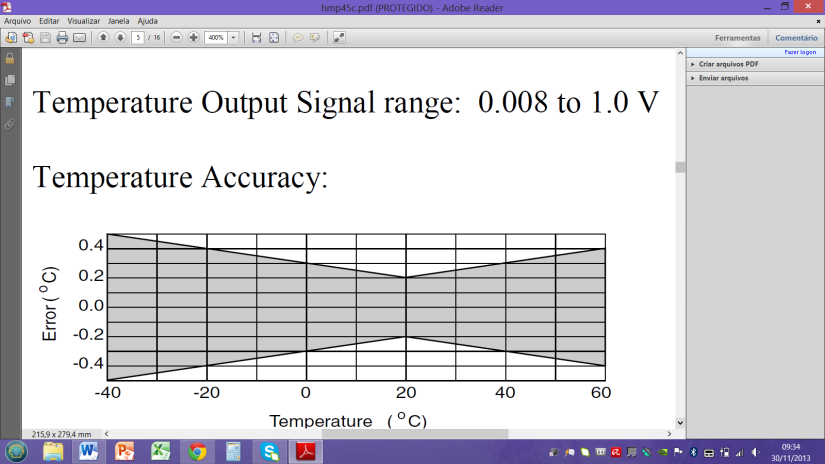 hmp45c.pdf (PROTEGIDO) - Adobe Reader
Arquivo Editar Visualizar Janela Ajuda
5 / 16 400% Ferramentas Comentário
Fazer logon
Criar arquivos PDF
Enviar arquivos
Temperature Output Signal range: 0.008 to 1.0 V
Temperature Accuracy:
0.4
0.2
0.0
-0.2
-0.4
Error (°C)
-40 -20 0 20 40 60
Temperature (°C)
215,9 x 279,4 mm
09:34
30/11/2013